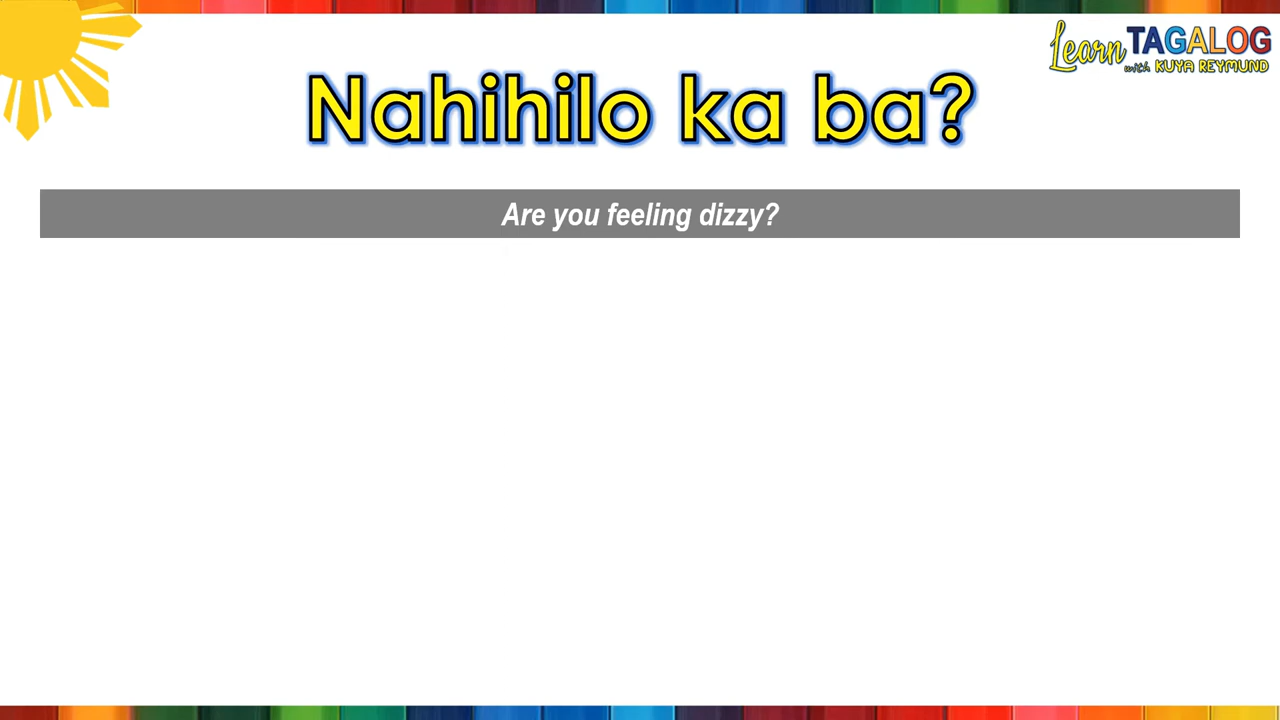 Learn TAGALOG
with KUYA REYMUND
Nahihilo ka ba?
Are you feeling dizzy?